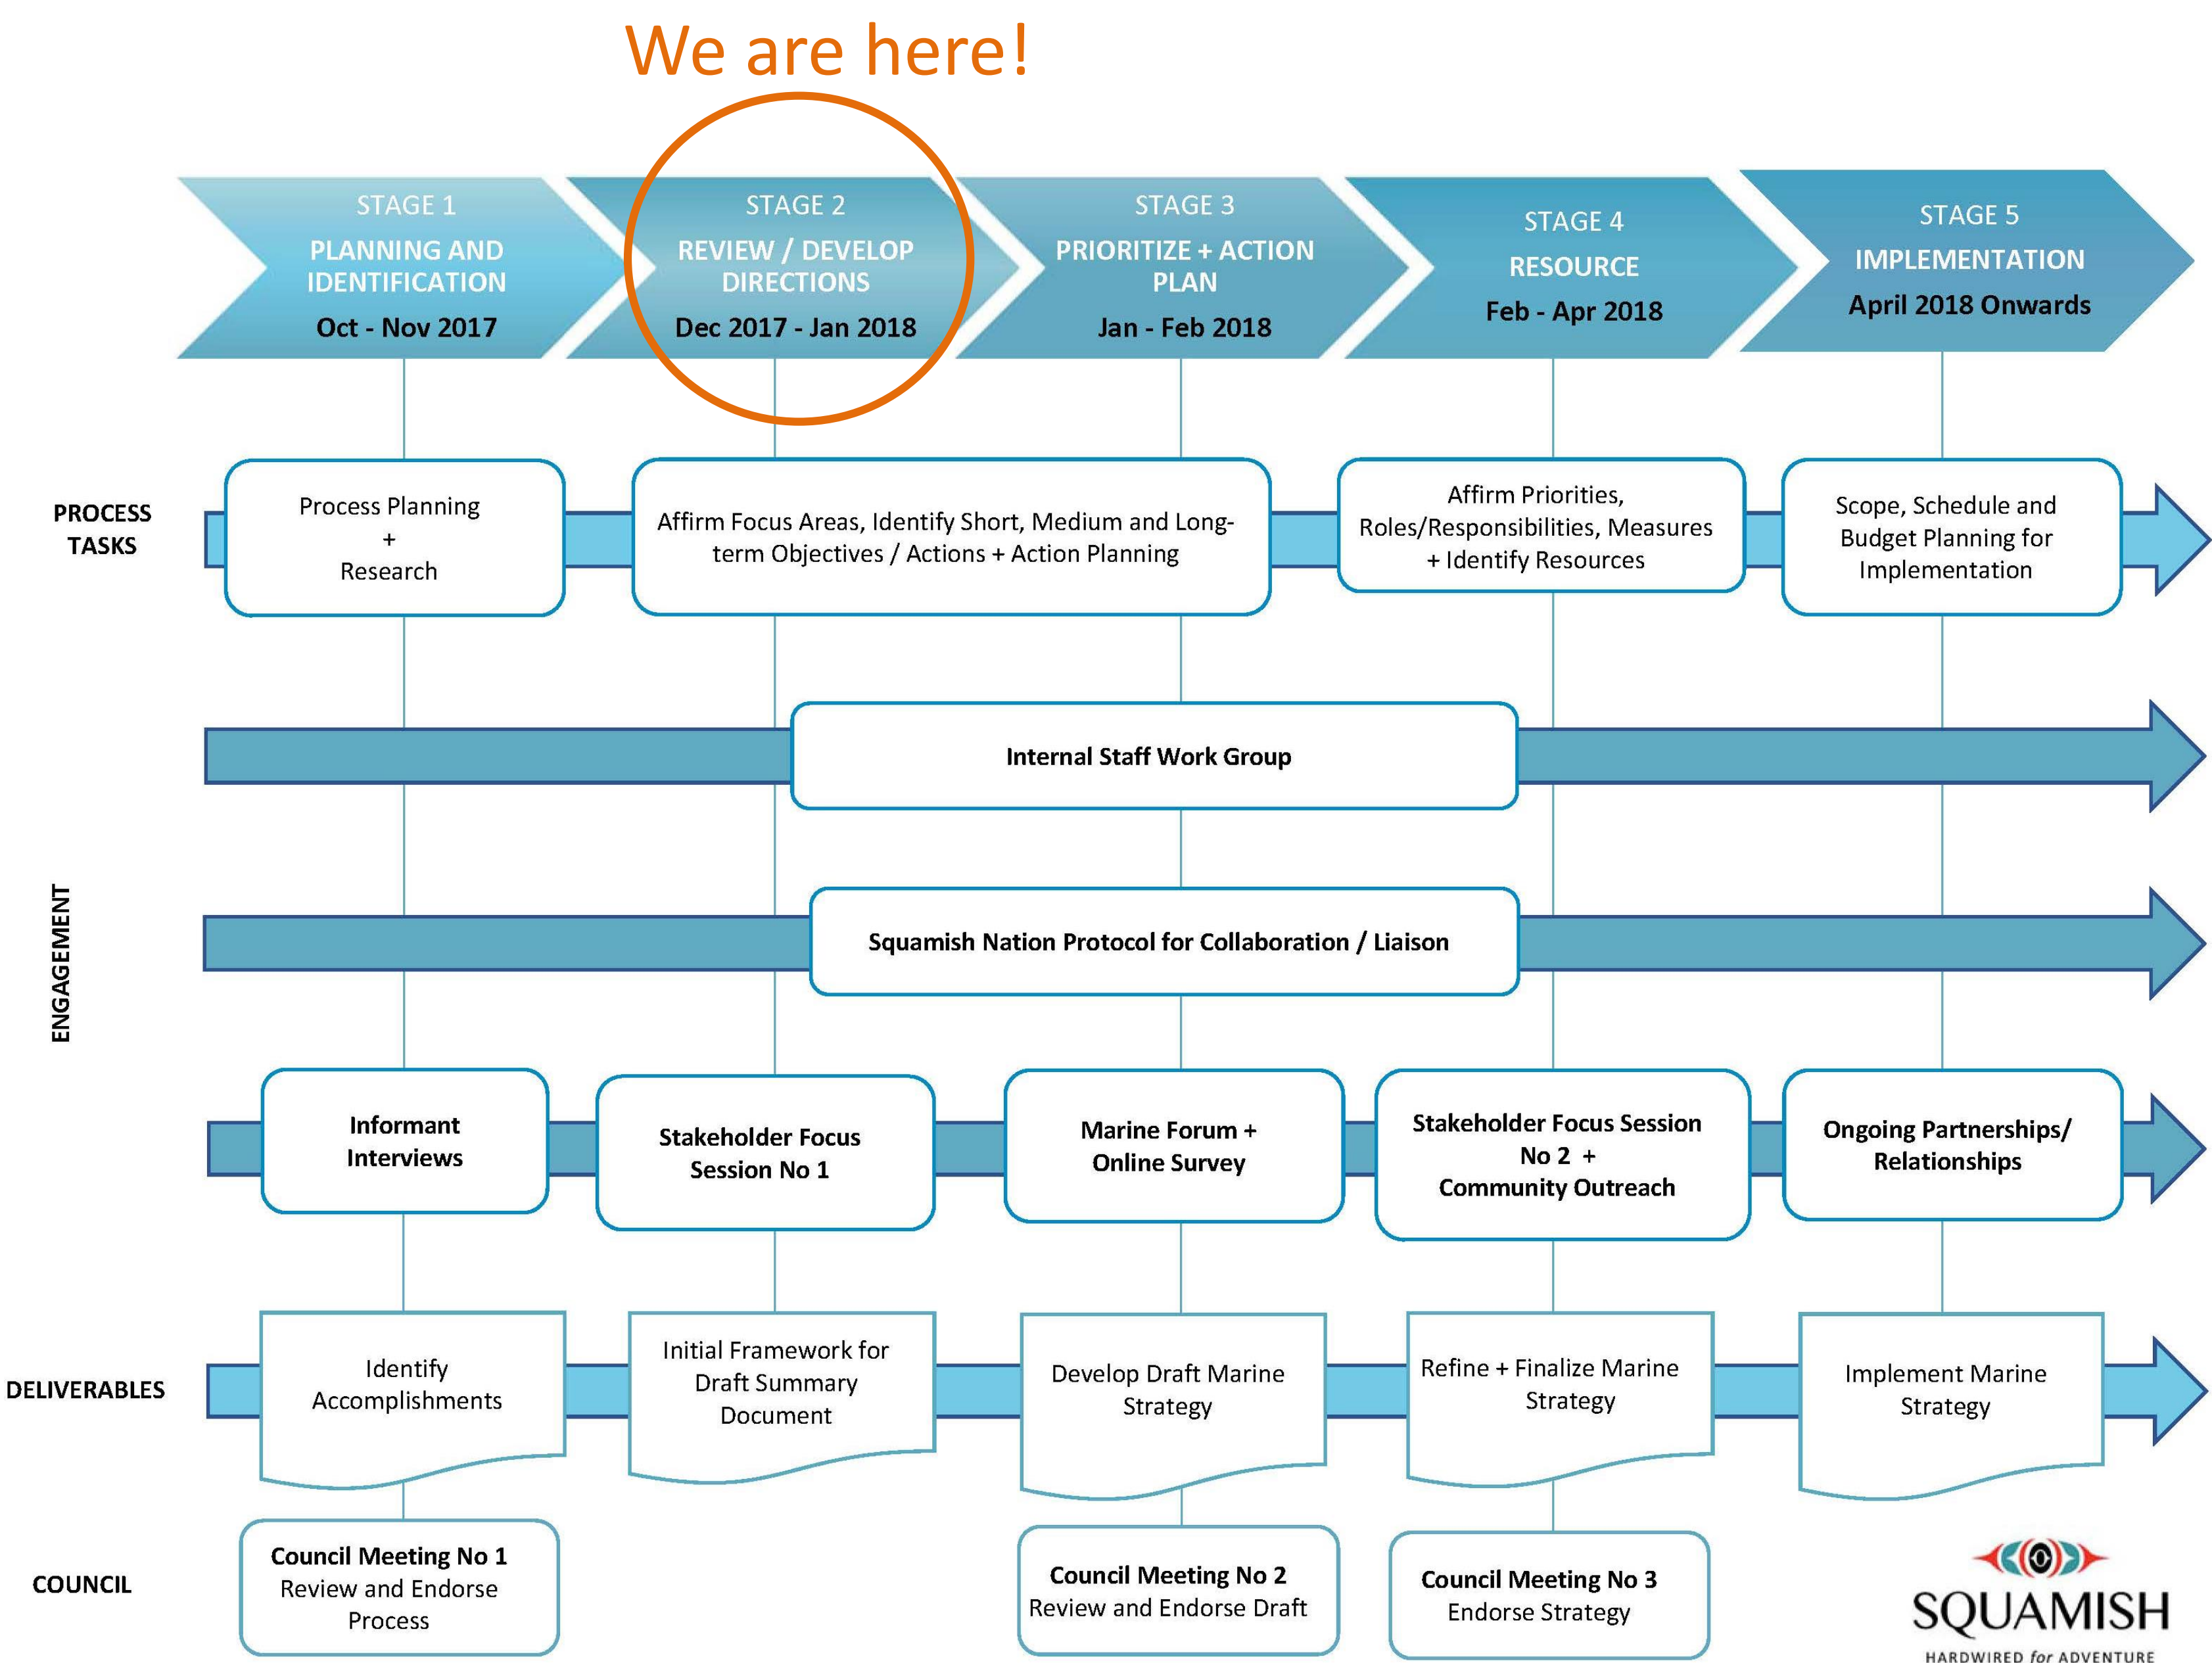 We are here!
STAGE 1
PLANNING AND
IDENTIFICATION
Oct - Nov 2017
STAGE 2
REVIEW / DEVELOP
DIRECTIONS
Dec 2017 - Jan 2018
STAGE 3
PRIORITIZE + ACTION
PLAN
Jan - Feb 2018
STAGE 4
RESOURCE
Feb - Apr 2018
STAGE 5
IMPLEMENTATION
April 2018 Onwards
PROCESS
TASKS
Process Planning
+
Research
Affirm Focus Areas, Identify Short, Medium and Long-
term Objectives / Actions + Action Planning
Affirm Priorities,
Roles/Responsibilities, Measures
+ Identify Resources
Scope, Schedule and
Budget Planning for
Implementation
ENGAGEMENT
Internal Staff Work Group
Squamish Nation Protocol for Collaboration / Liaison
Informant
Interviews
Stakeholder Focus
Session No 1
Marine Forum +
Online Survey
Stakeholder Focus Session
No 2 +
Community Outreach
Ongoing Partnerships/
Relationships
DELIVERABLES
Identify
Accomplishments
Initial Framework for
Draft Summary
Document
Develop Draft Marine
Strategy
Refine + Finalize Marine
Strategy
Implement Marine
Strategy
COUNCIL
Council Meeting No 1
Review and Endorse
Process
Council Meeting No 2
Review and Endorse Draft
Council Meeting No 3
Endorse Strategy
SQUAMISH
HARDWIRED for ADVENTURE